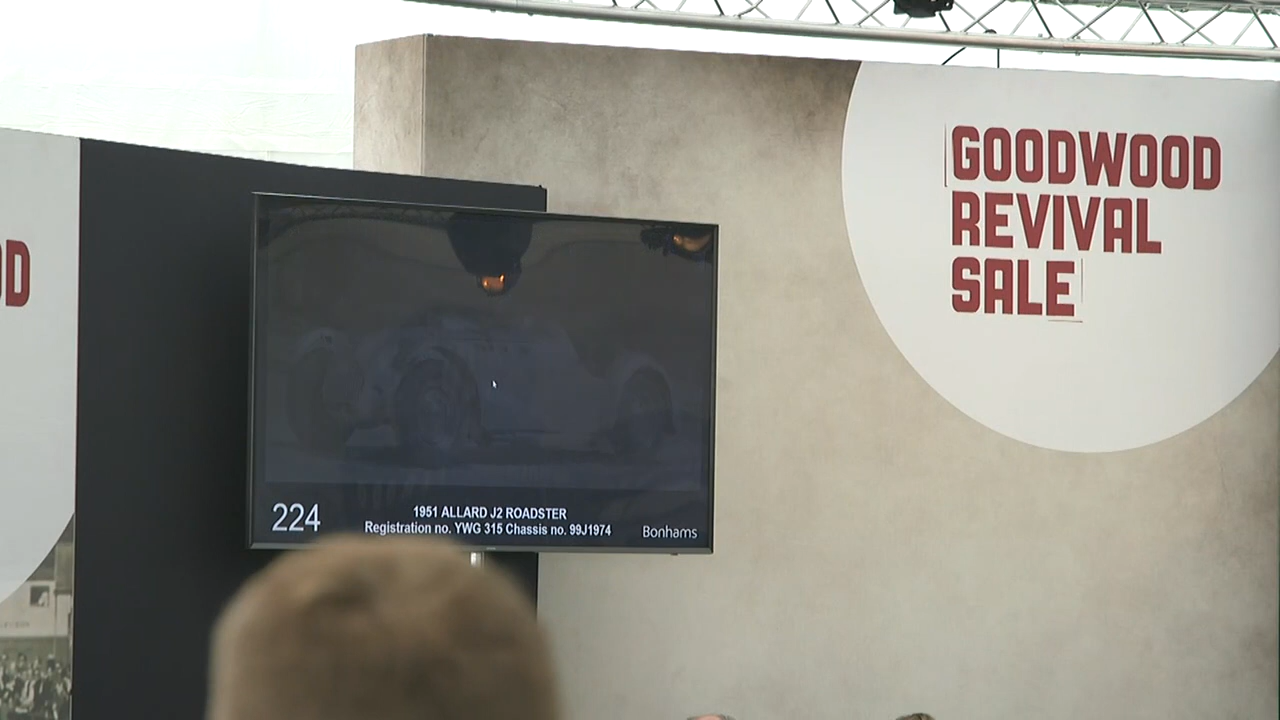 GOODWOOD
REVIVAL
SALE
OD
224
1951 ALLARD J2 ROADSTER
Registration no. YWG 315 Chassis no. 99J1974
Bonhams